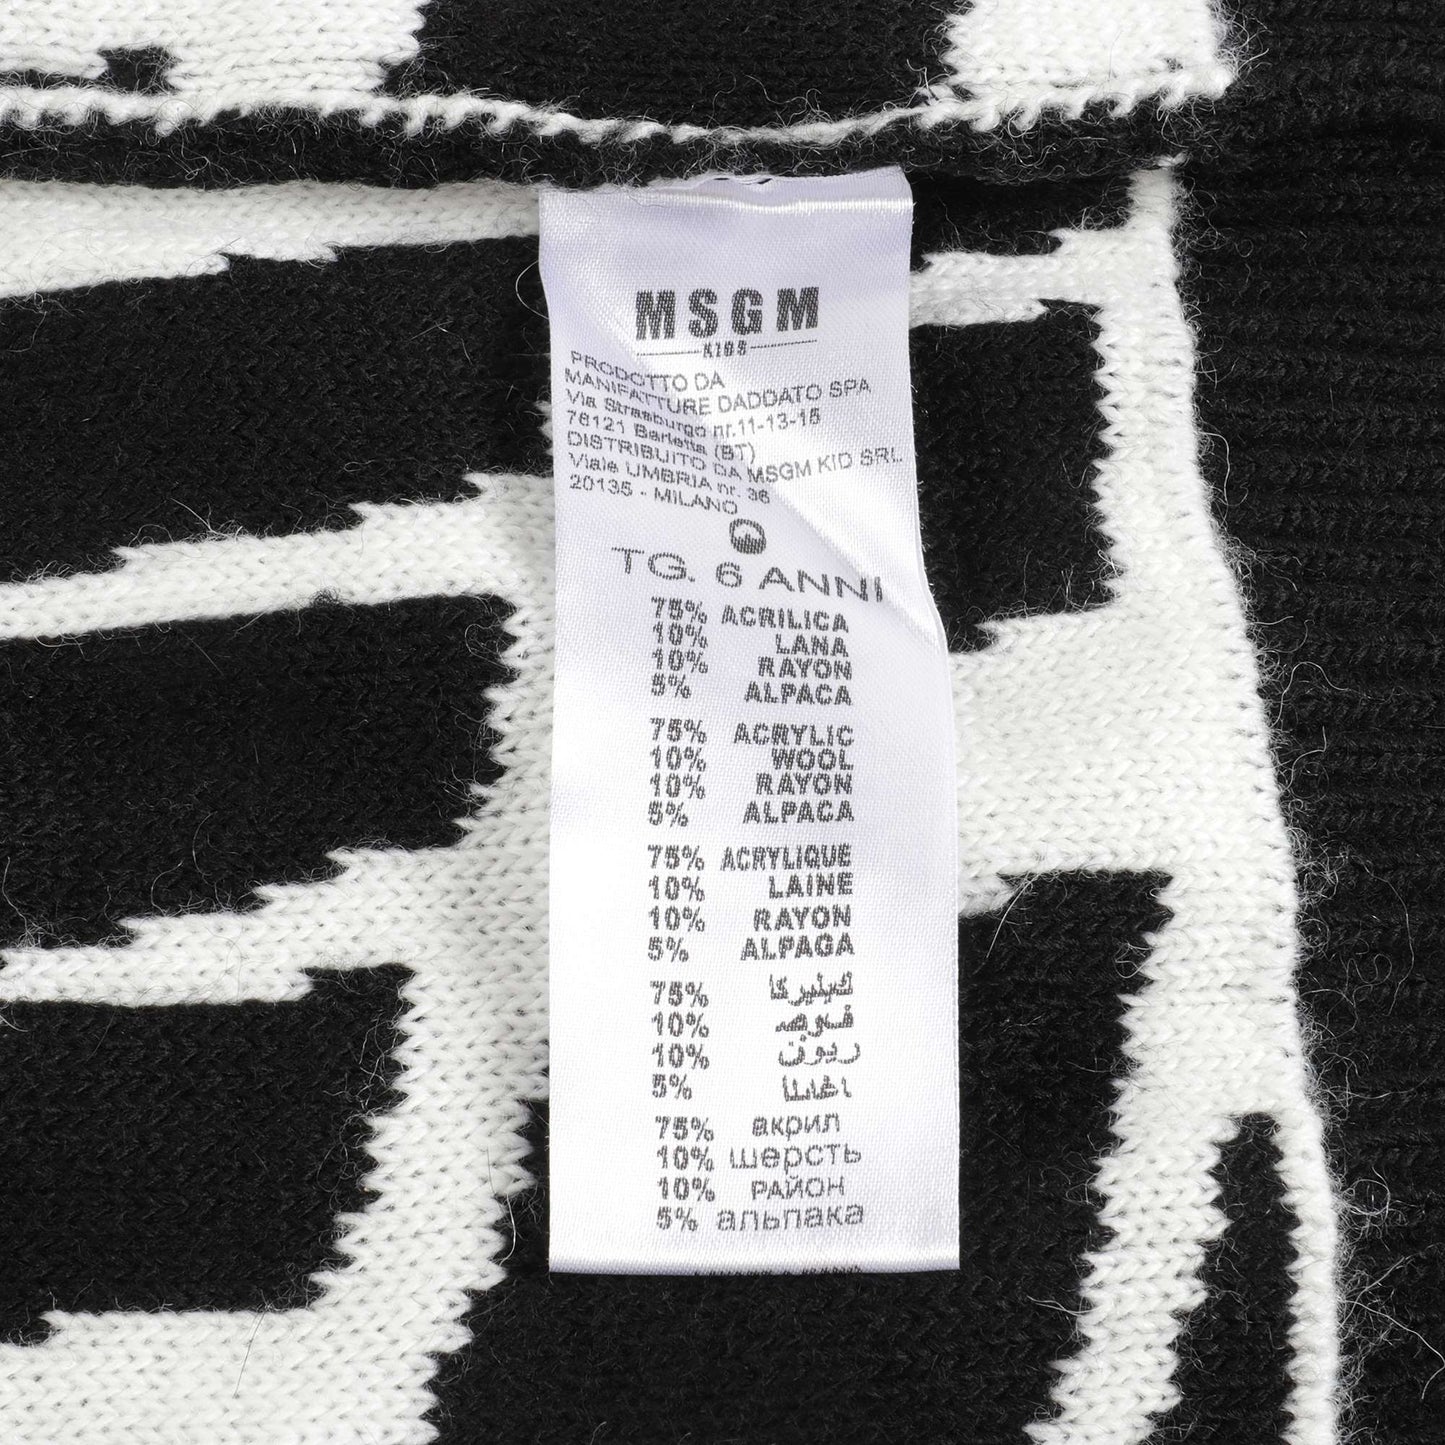 MSGM
KIDS
PRODOTTO DA
MANIFATTURE DADDATO SPA
Via Strasburgo nr.11-13-15
76121 Barletta (BT)
DISTRIBUITO DA MSGM KID SRL
Viale UMBRIA nr. 36
20135 - MILANO
TG. 6 ANNI
75% ACRILICA
10% LANA
10% RAYON
5% ALPACA
75% ACRYLIC
10% WOOL
10% RAYON
5% ALPACA
75% ACRYLIQUE
10% LAINE
10% RAYON
5% ALPAGA
75%
10%
10% ريون
5%
75% акрил
10% шерсть
10% РАЙОН
5% альпака